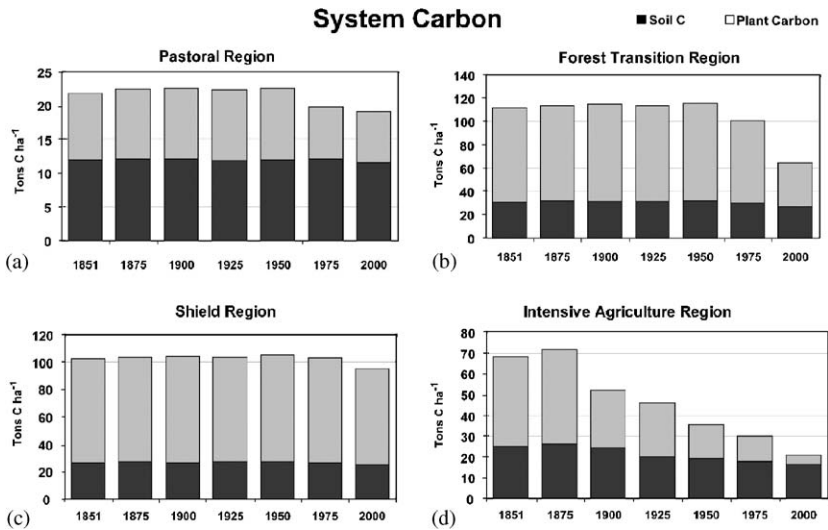 System Carbon
Soil C
Plant Carbon
Pastoral Region
Tons C ha-1
25
20
15
10
5
0
1851 1875 1900 1925 1950 1975 2000
(a)
Forest Transition Region
Tons C ha-1
140
120
100
80
60
40
20
0
1851 1875 1900 1925 1950 1975 2000
(b)
Shield Region
Tons C ha-1
120
100
80
60
40
20
0
1851 1875 1900 1925 1950 1975 2000
(c)
Intensive Agriculture Region
Tons C ha-1
80
70
60
50
40
30
20
10
0
1851 1875 1900 1925 1950 1975 2000
(d)